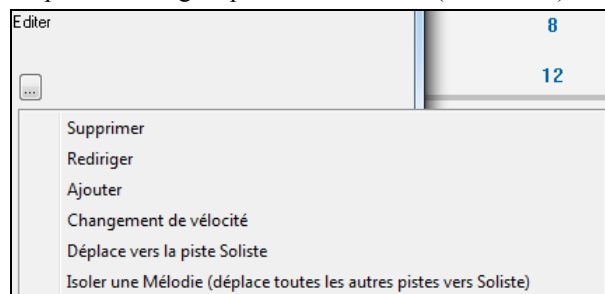 Editer
8
12
...
Supprimer
Rediriger
Ajouter
Changement de vélocité
Déplace vers la piste Soliste
Isoler une Mélodie (déplace toutes les autres pistes vers Soliste)